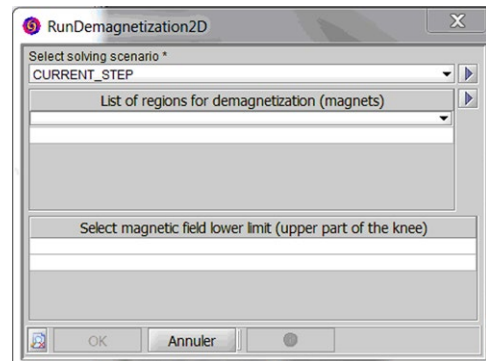 RunDemagnetization2D
Select solving scenario *
CURRENT_STEP
List of regions for demagnetization (magnets)
Select magnetic field lower limit (upper part of the knee)
OK
Annuler